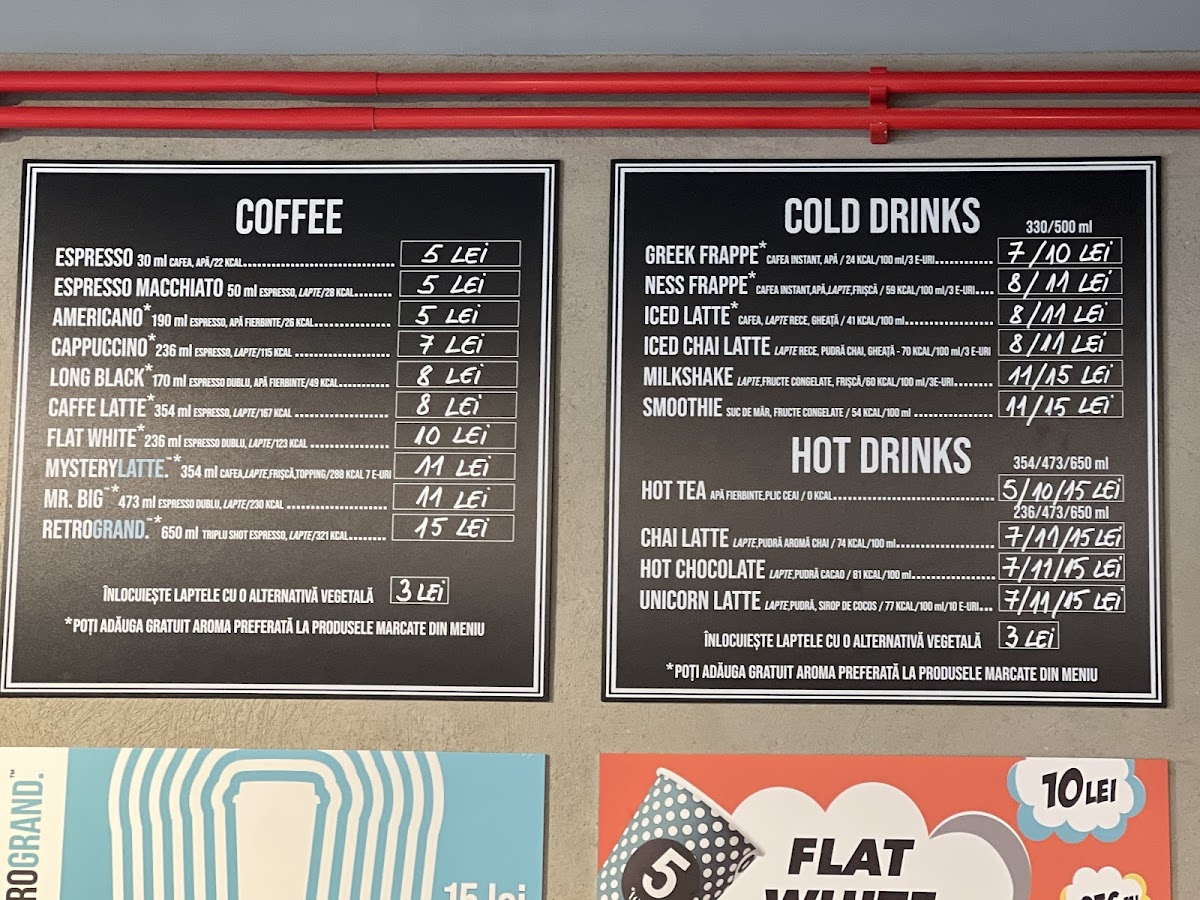 COFFEE
ESPRESSO 30 ml CAFEA, APĂ/22 KCAL 5 LEI
ESPRESSO MACCHIATO 50 ml ESPRESSO, LAPTE/28 KCAL 5 LEI
AMERICANO* 190 ml ESPRESSO, APĂ FIERBINTE/26 KCAL 5 LEI
CAPPUCCINO* 236 ml ESPRESSO, LAPTE/115 KCAL 7 LEI
LONG BLACK* 170 ml ESPRESSO DUBLU, APĂ FIERBINTE/49 KCAL 8 LEI
CAFFE LATTE* 354 ml ESPRESSO, LAPTE/167 KCAL 8 LEI
FLAT WHITE* 236 ml ESPRESSO DUBLU, LAPTE/123 KCAL 10 LEI
MYSTERYLATTE.™* 354 ml CAFEA,LAPTE,FRIȘCĂ,TOPPING/288 KCAL 7 E-URI 11 LEI
MR. BIG™* 473 ml ESPRESSO DUBLU, LAPTE/230 KCAL 11 LEI
RETROGRAND.™* 650 ml TRIPLU SHOT ESPRESSO, LAPTE/321 KCAL 15 LEI
ÎNLOCUIEȘTE LAPTELE CU O ALTERNATIVĂ VEGETALĂ 3 LEI
*POȚI ADĂUGA GRATUIT AROMA PREFERATĂ LA PRODUSELE MARCATE DIN MENIU
COLD DRINKS 330/500 ml
GREEK FRAPPE* CAFEA INSTANT, APĂ / 24 KCAL/100 ml/3 E-URI 7/10 LEI
NESS FRAPPE* CAFEA INSTANT,APĂ,LAPTE,FRIȘCĂ / 59 KCAL/100 ml/3 E-URI 8/11 LEI
ICED LATTE* CAFEA, LAPTE RECE, GHEAȚĂ / 41 KCAL/100 ml 8/11 LEI
ICED CHAI LATTE LAPTE RECE, PUDRĂ CHAI, GHEAȚĂ - 70 KCAL/100 ml/3 E-URI 8/11 LEI
MILKSHAKE LAPTE,FRUCTE CONGELATE, FRIȘCĂ/60 KCAL/100 ml/3E-URI 11/15 LEI
SMOOTHIE SUC DE MĂR, FRUCTE CONGELATE / 54 KCAL/100 ml 11/15 LEI
HOT DRINKS 354/473/650 ml
HOT TEA APĂ FIERBINTE,PLIC CEAI / 0 KCAL 5/10/15 LEI
236/473/650 ml
CHAI LATTE LAPTE,PUDRĂ AROMĂ CHAI / 74 KCAL/100 ml 7/11/15 LEI
HOT CHOCOLATE LAPTE,PUDRĂ CACAO / 81 KCAL/100 ml 7/11/15 LEI
UNICORN LATTE LAPTE,PUDRĂ, SIROP DE COCOS / 77 KCAL/100 ml/10 E-URI 7/11/15 LEI
ÎNLOCUIEȘTE LAPTELE CU O ALTERNATIVĂ VEGETALĂ 3 LEI
*POȚI ADĂUGA GRATUIT AROMA PREFERATĂ LA PRODUSELE MARCATE DIN MENIU
ROGRAND.™
15 lei
5
FLAT
WHITE
10 LEI